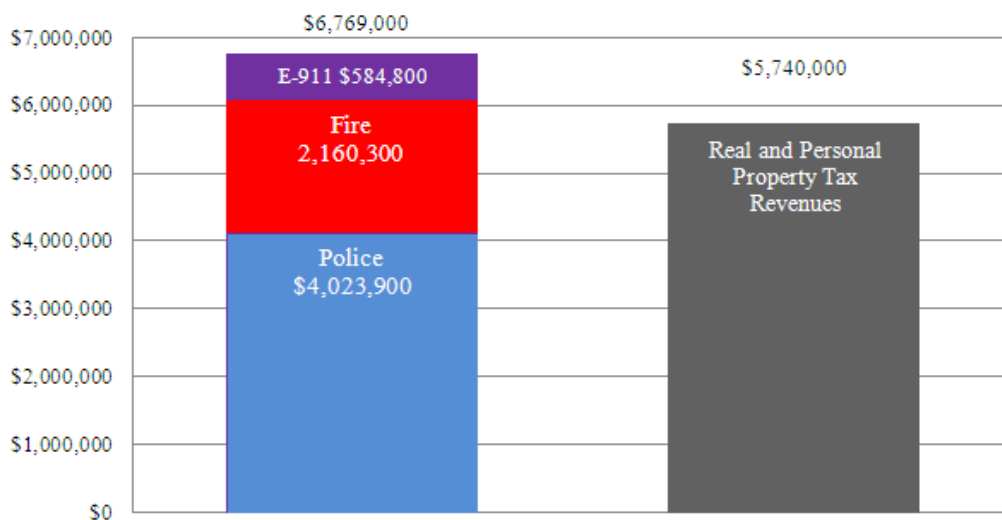 $6,769,000
$7,000,000
E-911 $584,800
$5,740,000
$6,000,000
Fire
2,160,300
Real and Personal
Property Tax
Revenues
$5,000,000
$4,000,000
Police
$4,023,900
$3,000,000
$2,000,000
$1,000,000
$0